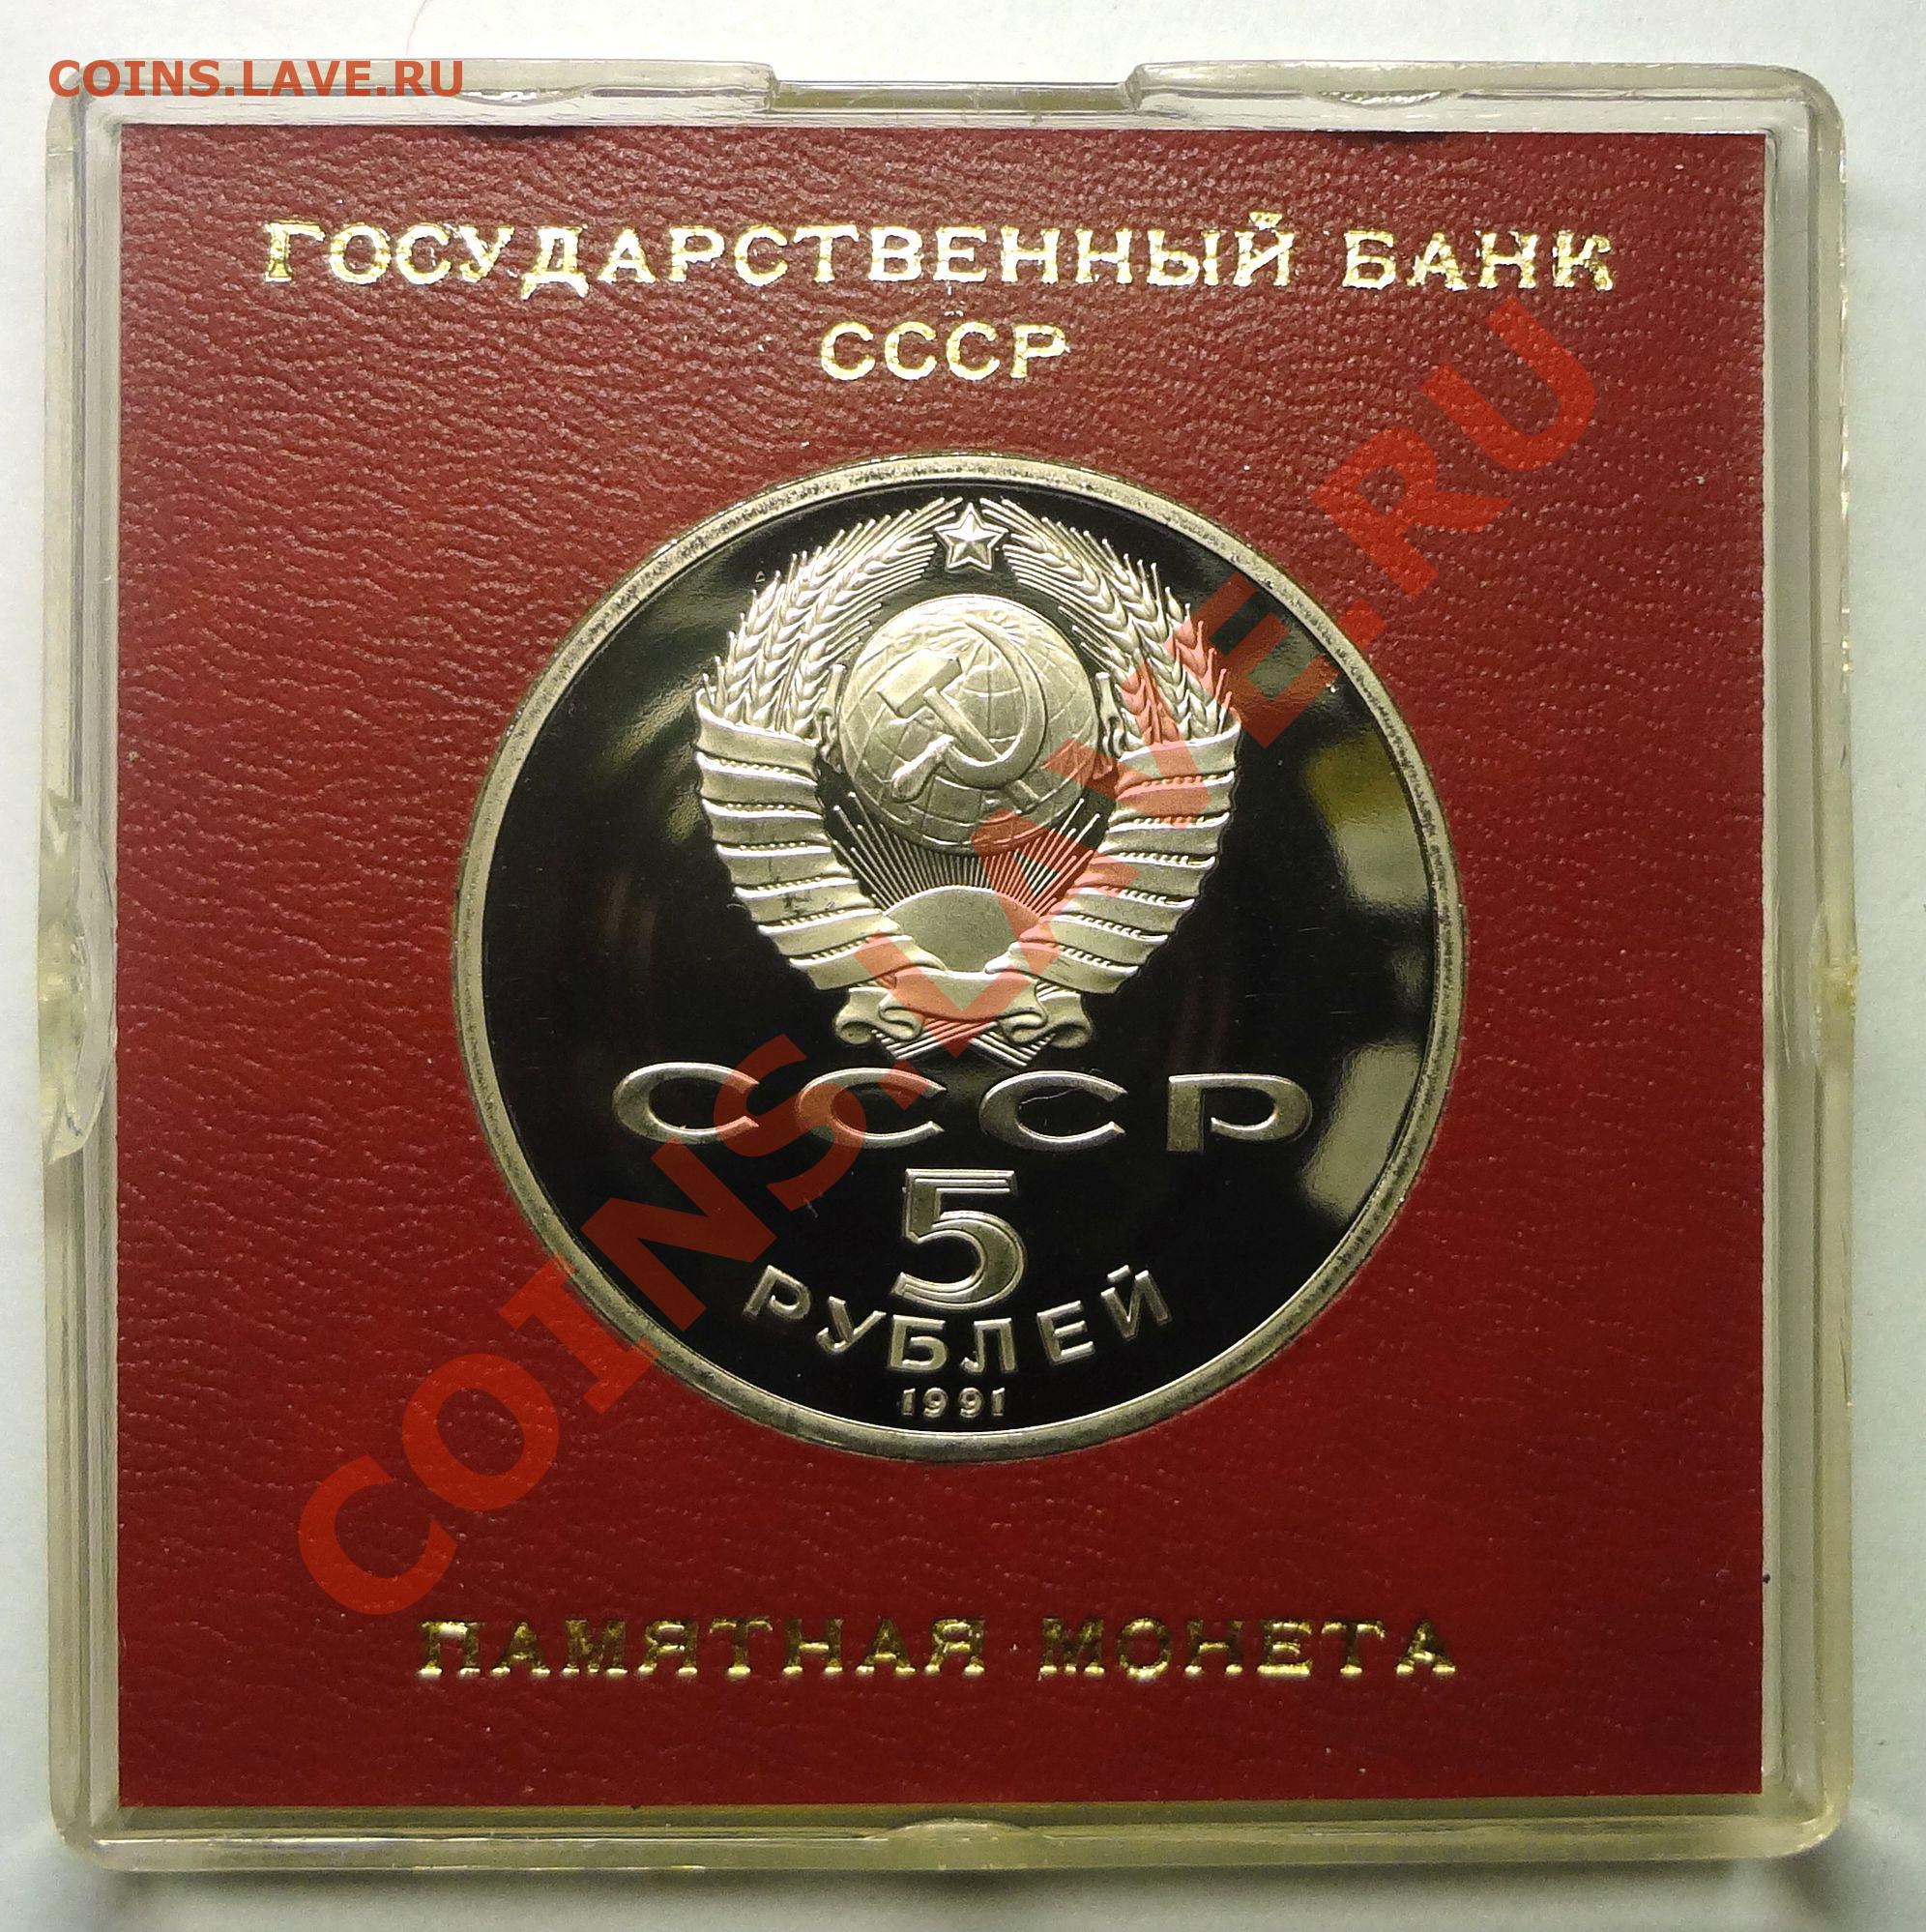 COINS.LAVE.RU
ГОСУДАРСТВЕННЫЙ БАНК
СССР
COINS.LAVE.RU
СССР
5
РУБЛЕЙ
1991
ПАМЯТНАЯ МОНЕТА